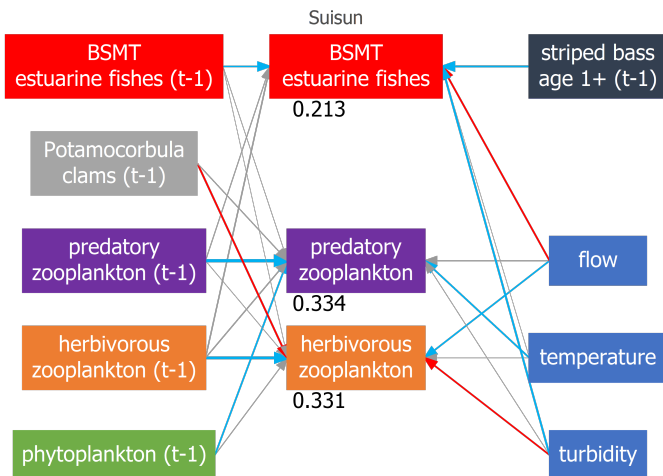 Suisun
BSMT
estuarine fishes (t-1)
BSMT
estuarine fishes
striped bass
age 1+ (t-1)
0.213
Potamocorbula
clams (t-1)
predatory
zooplankton (t-1)
predatory
zooplankton
flow
0.334
herbivorous
zooplankton (t-1)
herbivorous
zooplankton
temperature
0.331
phytoplankton (t-1)
turbidity